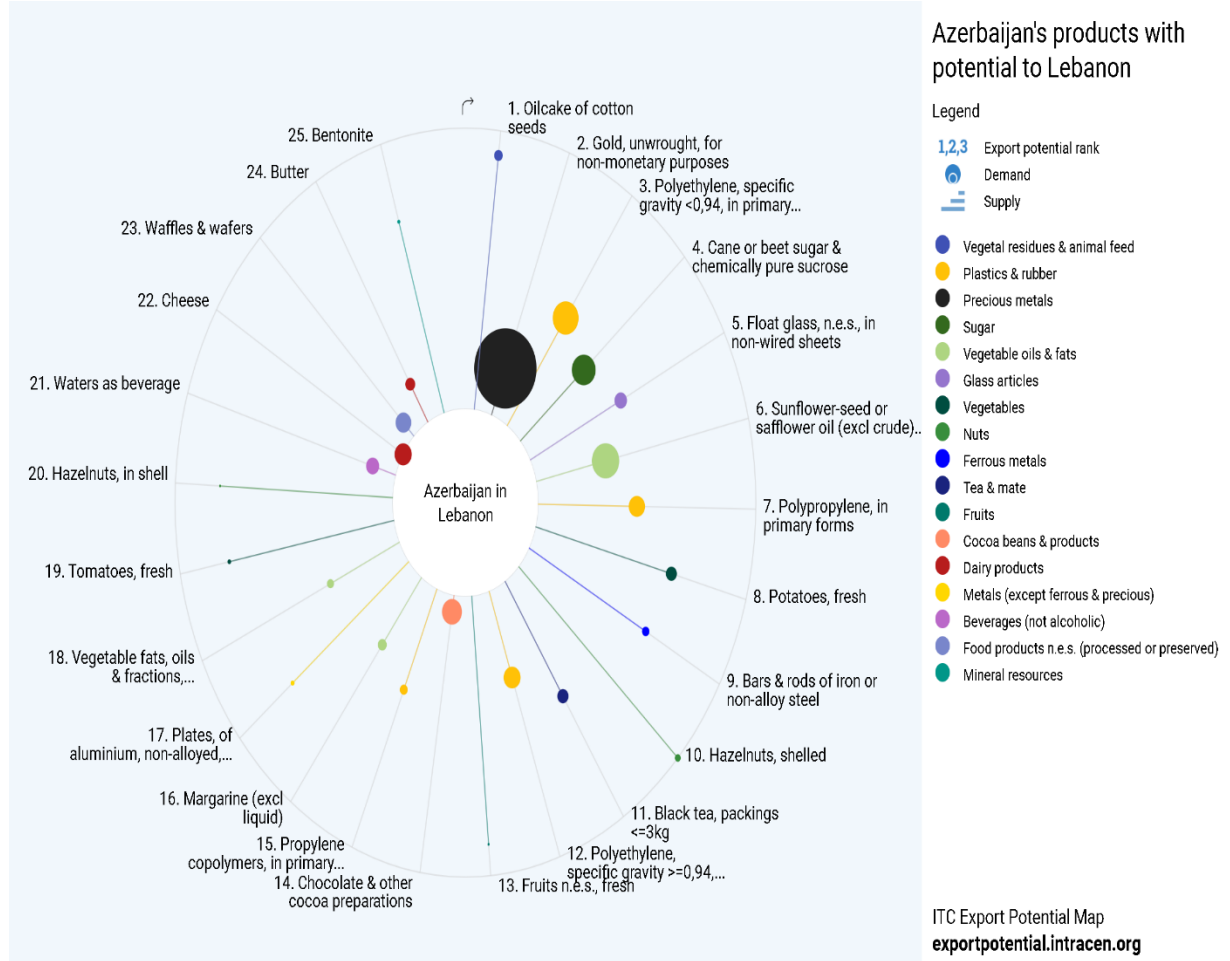 Azerbaijan's products with
potential to Lebanon
Legend
1,2,3 Export potential rank
Demand
Supply
Vegetal residues & animal feed
Plastics & rubber
Precious metals
Sugar
Vegetable oils & fats
Glass articles
Vegetables
Nuts
Ferrous metals
Tea & mate
Fruits
Cocoa beans & products
Dairy products
Metals (except ferrous & precious)
Beverages (not alcoholic)
Food products n.e.s. (processed or preserved)
Mineral resources
ITC Export Potential Map
exportpotential.intracen.org
Azerbaijan in
Lebanon
1. Oilcake of cotton
seeds
2. Gold, unwrought, for
non-monetary purposes
3. Polyethylene, specific
gravity <0,94, in primary...
4. Cane or beet sugar &
chemically pure sucrose
5. Float glass, n.e.s., in
non-wired sheets
6. Sunflower-seed or
safflower oil (excl crude)..
7. Polypropylene, in
primary forms
8. Potatoes, fresh
9. Bars & rods of iron or
non-alloy steel
10. Hazelnuts, shelled
11. Black tea, packings
<=3kg
12. Polyethylene,
specific gravity >=0,94,...
13. Fruits n.e.s., fresh
14. Chocolate & other
cocoa preparations
15. Propylene
copolymers, in primary...
16. Margarine (excl
liquid)
17. Plates, of
aluminium, non-alloyed,...
18. Vegetable fats, oils
& fractions,...
19. Tomatoes, fresh
20. Hazelnuts, in shell
21. Waters as beverage
22. Cheese
23. Waffles & wafers
24. Butter
25. Bentonite